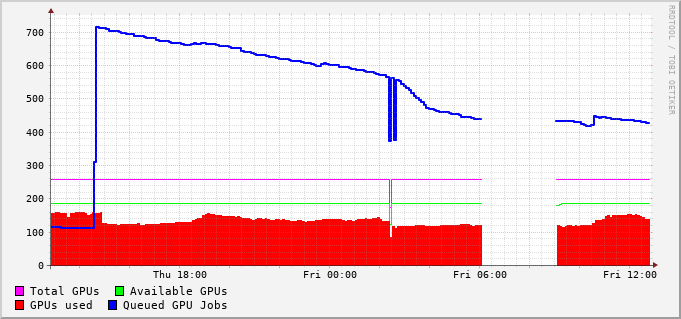 RRDTOOL / TOBI OETIKER
700
600
500
400
300
200
100
0
Thu 18:00 Fri 00:00 Fri 06:00 Fri 12:00
Total GPUs Available GPUs
GPUs used Queued GPU Jobs